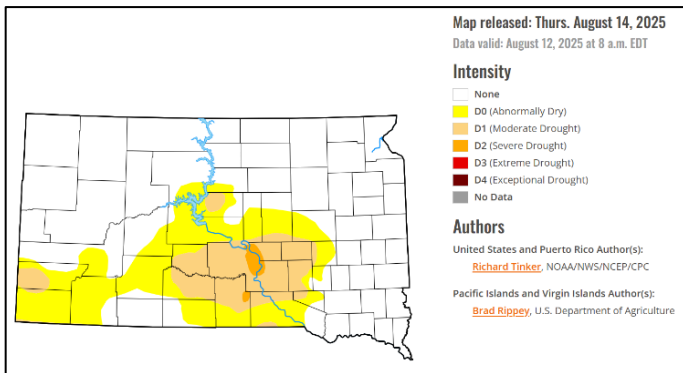 Map released: Thurs. August 14, 2025
Data valid: August 12, 2025 at 8 a.m. EDT
Intensity
None
D0 (Abnormally Dry)
D1 (Moderate Drought)
D2 (Severe Drought)
D3 (Extreme Drought)
D4 (Exceptional Drought)
No Data
Authors
United States and Puerto Rico Author(s):
Richard Tinker, NOAA/NWS/NCEP/CPC
Pacific Islands and Virgin Islands Author(s):
Brad Rippey, U.S. Department of Agriculture